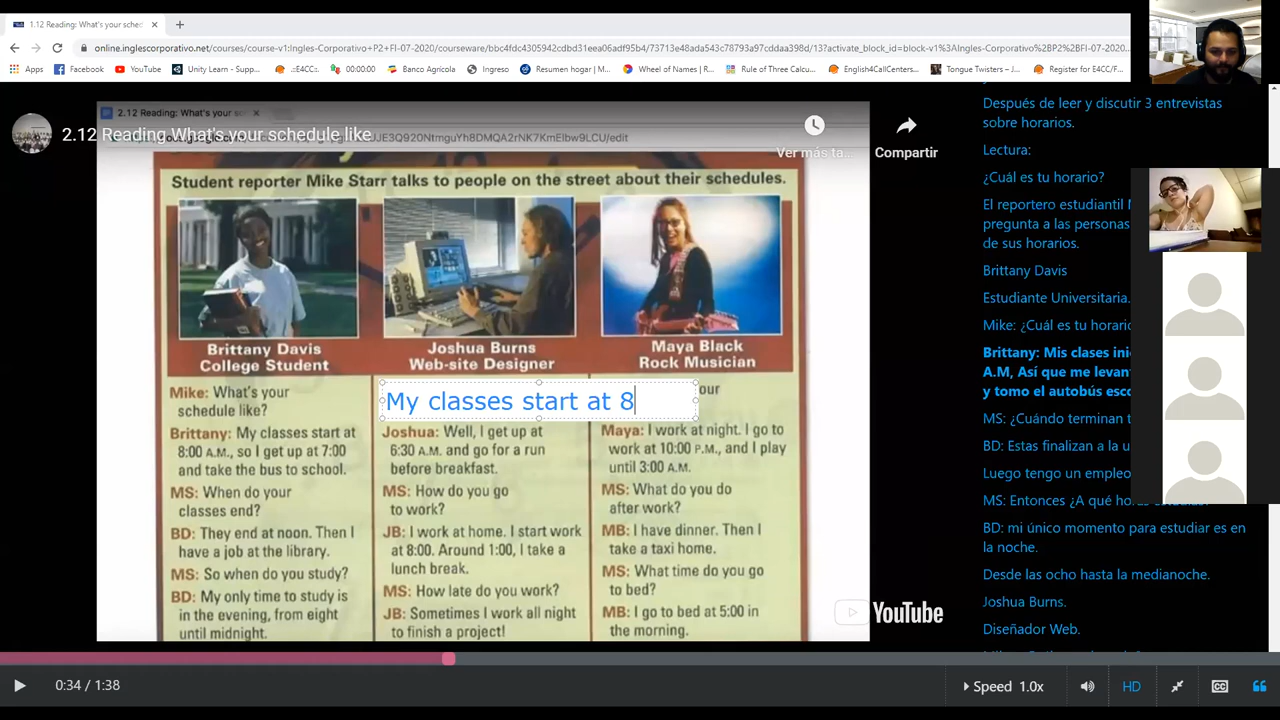 1.12 Reading: What's your sched
online.inglescorporativo.net/courses/course-v1:Ingles-Corporativo+P2+FI-07-2020/courseware/bbc4fdc4305942cdbd31eea06adf95b4/73713e48ada543c78793a97cddaa398d/13?activate_block_id=block-v1%3AIngles-Corporativo%2BP2%2BFI-07-2020...
Apps
Facebook
YouTube
Unity Learn - Supp...
.:E4CC:.
00:00:00
Banco Agrícola
Ingreso
Resumen hogar | M...
Wheel of Names | R...
Rule of Three Calcu...
English4CallCenters...
Tongue Twisters – J...
Register for E4CC/F...
2.12 Reading: What's your sc
2.12 Reading What's your schedule like
Ver más ta...
Compartir
Student reporter Mike Starr talks to people on the street about their schedules.
Brittany Davis
College Student
Mike: What's your
schedule like?
Brittany: My classes start at
8:00 A.M., so I get up at 7:00
and take the bus to school.
MS: When do your
classes end?
BD: They end at noon. Then I
have a job at the library.
MS: So when do you study?
BD: My only time to study is
in the evening, from eight
until midnight.
Joshua Burns
Web-site Designer
My classes start at 8
Joshua: Well, I get up at
6:30 A.M. and go for a run
before breakfast.
MS: How do you go
to work?
JB: I work at home. I start work
at 8:00. Around 1:00, I take a
lunch break.
MS: How late do you work?
JB: Sometimes I work all night
to finish a project!
Maya Black
Rock Musician
our
Maya: I work at night. I go to
work at 10:00 P.M., and I play
until 3:00 A.M.
MS: What do you do
after work?
MB: I have dinner. Then I
take a taxi home.
MS: What time do you go
to bed?
MB: I go to bed at 5:00 in
the morning.
YouTube
Después de leer y discutir 3 entrevistas
sobre horarios.
Lectura:
¿Cuál es tu horario?
El reportero estudiantil
pregunta a las personas
de sus horarios.
Brittany Davis
Estudiante Universitaria.
Mike: ¿Cuál es tu horario
Brittany: Mis clases ini
A.M, Así que me levan
y tomo el autobús esco
MS: ¿Cuándo terminan t
BD: Estas finalizan a la
Luego tengo un empleo
MS: Entonces ¿A qué
BD: mi único momento para estudiar es en
la noche.
Desde las ocho hasta la medianoche.
Joshua Burns.
Diseñador Web.
0:34 / 1:38
Speed 1.0x
HD